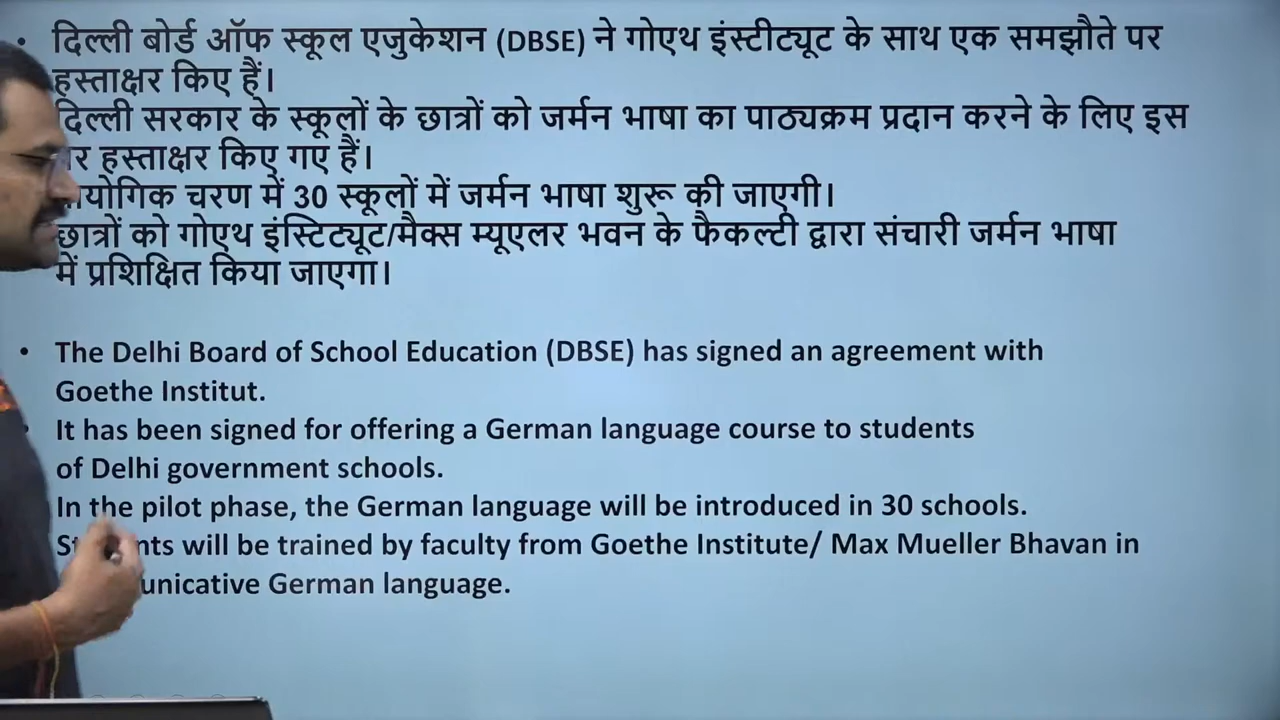 • दिल्ली बोर्ड ऑफ स्कूल एजुकेशन (DBSE) ने गोएथ इंस्टीट्यूट के साथ एक समझौते पर
हस्ताक्षर किए हैं।
दिल्ली सरकार के स्कूलों के छात्रों को जर्मन भाषा का पाठ्यक्रम प्रदान करने के लिए इस
हस्ताक्षर किए गए हैं।
चरण में 30 स्कूलों में जर्मन भाषा शुरू की जाएगी।
छात्रों को गोएथ इंस्टिट्यूट/मैक्स म्यूएलर भवन के फैकल्टी द्वारा संचारी जर्मन भाषा
में प्रशिक्षित किया जाएगा।
• The Delhi Board of School Education (DBSE) has signed an agreement with
Goethe Institut.
It has been signed for offering a German language course to students
of Delhi government schools.
In the pilot phase, the German language will be introduced in 30 schools.
will be trained by faculty from Goethe Institute/ Max Mueller Bhavan in
German language.